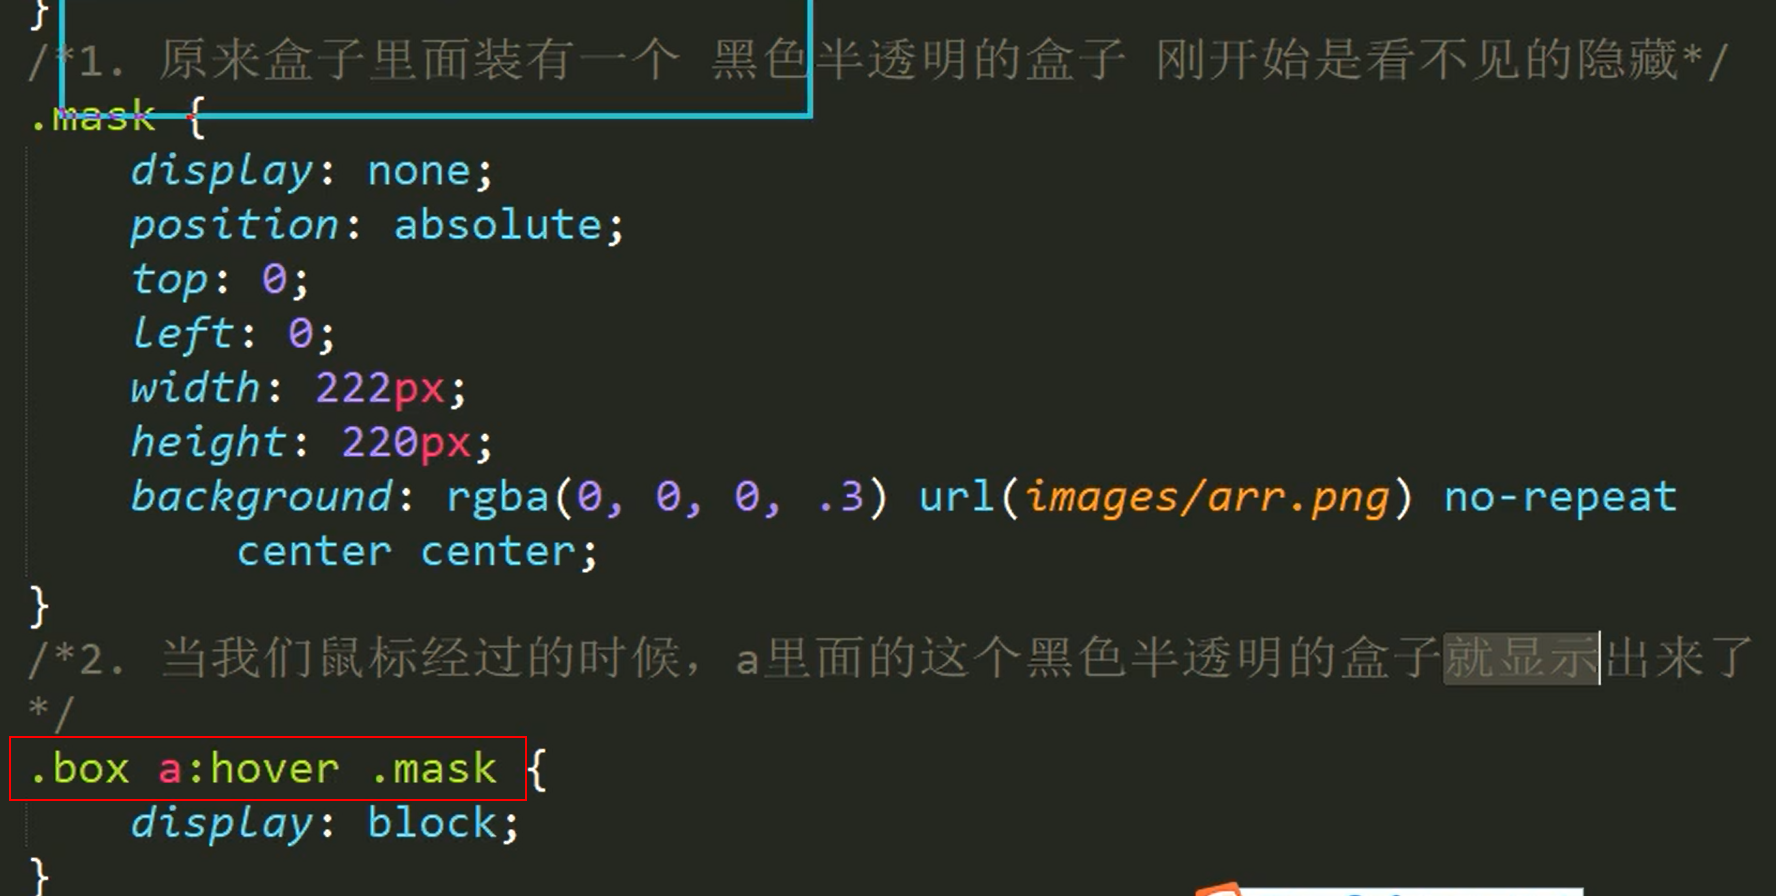 }
/*1. 原来盒子里面装有一个 黑色半透明的盒子 刚开始是看不见的隐藏*/
.mask {
display: none;
position: absolute;
top: 0;
left: 0;
width: 222px;
height: 220px;
background: rgba(0, 0, 0, .3) url(images/arr.png) no-repeat
center center;
}
/*2. 当我们鼠标经过的时候，a里面的这个黑色半透明的盒子就显示出来了
*/
.box a:hover .mask {
display: block;
}